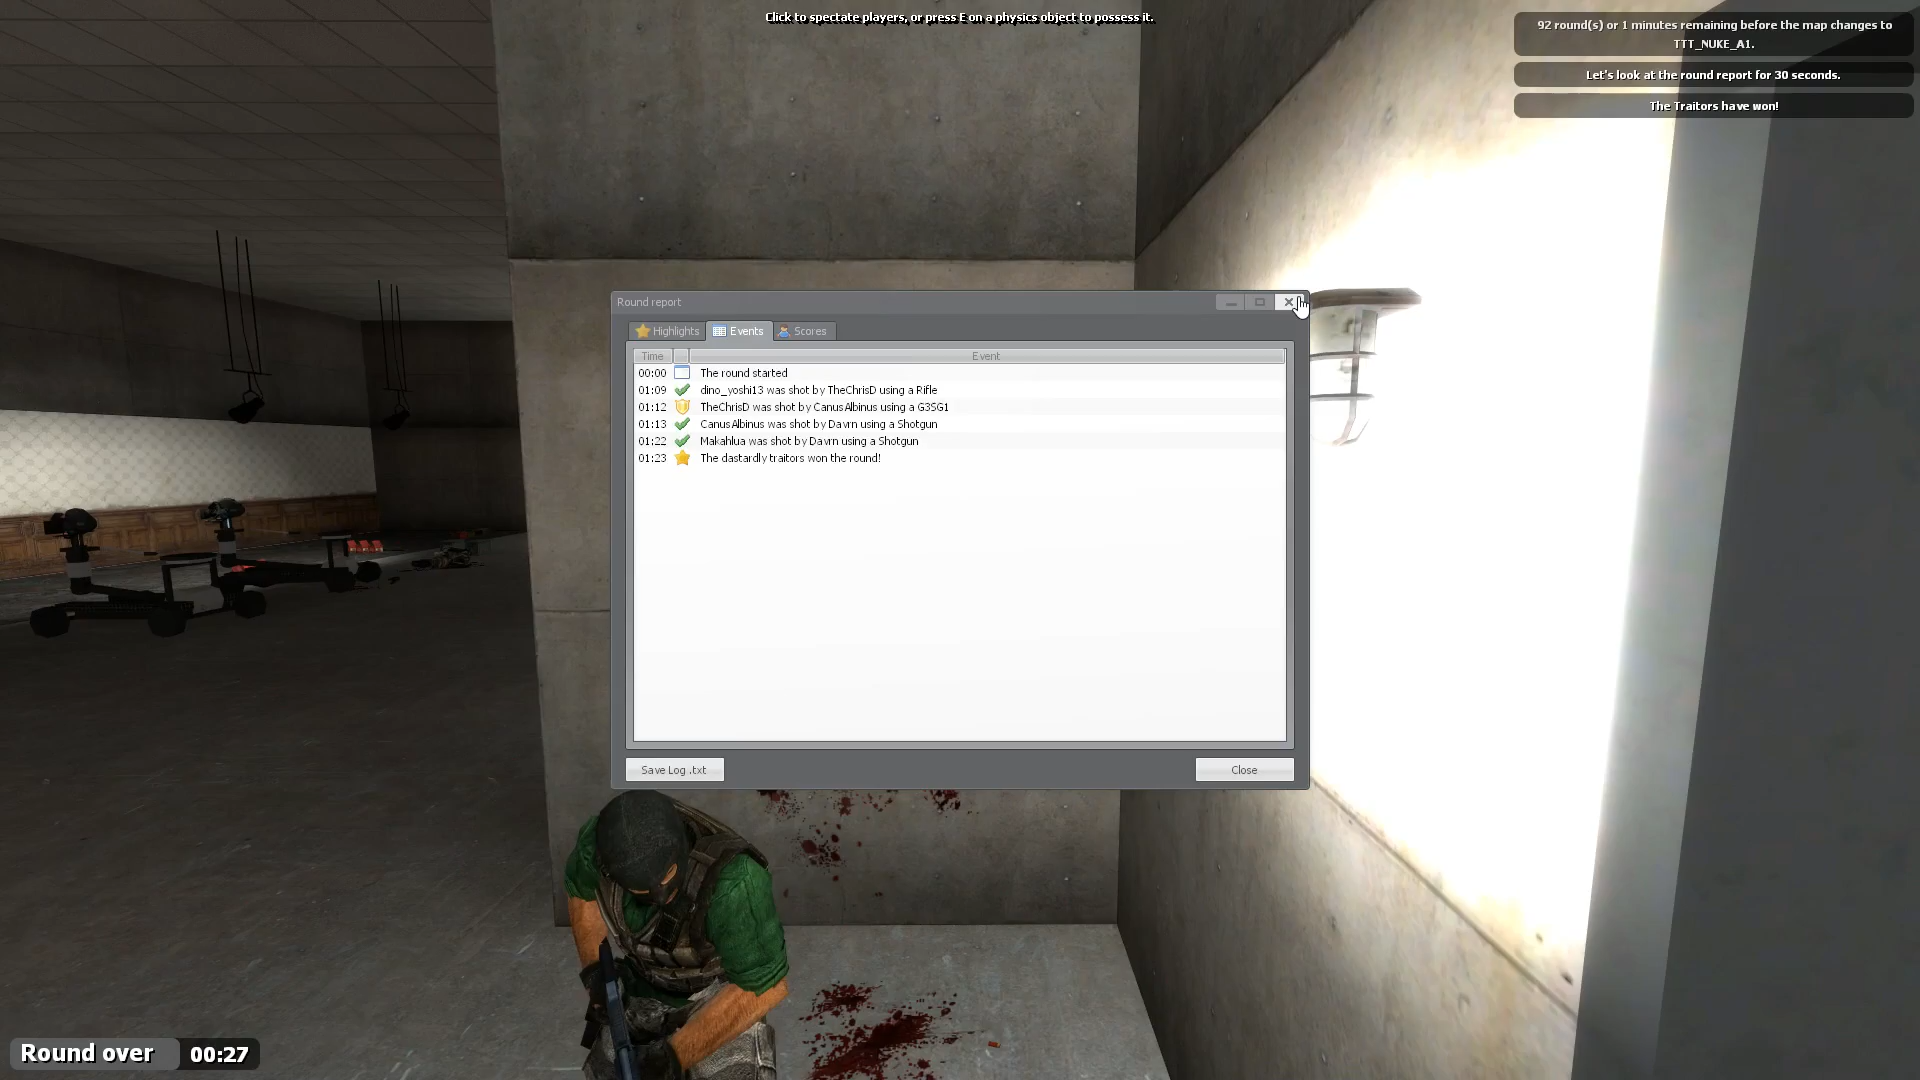 Click to spectate players, or press E on a physics object to possess it.
92 round(s) or 1 minutes remaining before the map changes to
TTT_NUKE_A1.
Let's look at the round report for 30 seconds.
The Traitors have won!
Round report
Highlights Events Scores
Time Event
00:00 The round started
01:09 dino_yoshi13 was shot by TheChrisD using a Rifle
01:12 TheChrisD was shot by CanusAlbinus using a G3SG1
01:13 CanusAlbinus was shot by Davrn using a Shotgun
01:22 Makahlua was shot by Davrn using a Shotgun
01:23 The dastardly traitors won the round!
Save Log .txt Close
Round over 00:27